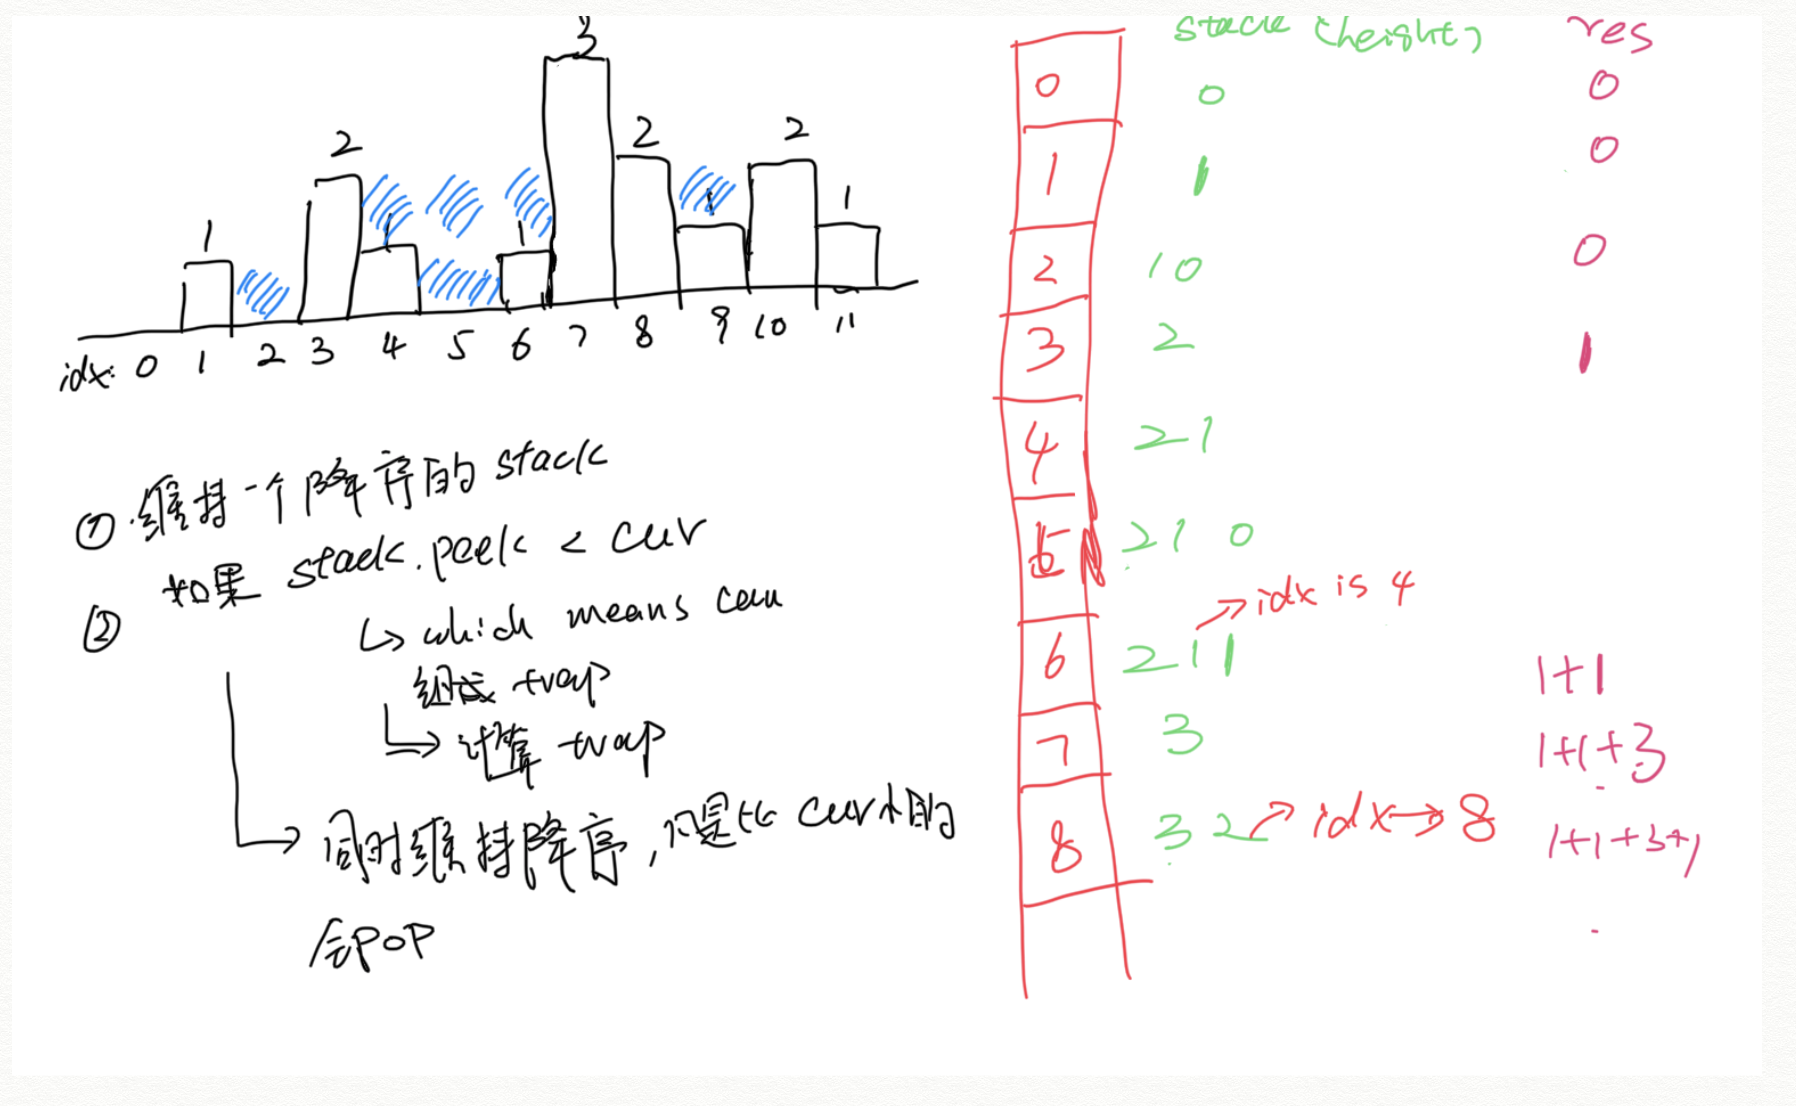 3
2
2
2
1
1
1
1
1
idx: 0 1 2 3 4 5 6 7 8 9 10 11
① 维持一个降序的 stack
② 如果 stack.peek < cur
↳ which means can
组成 trap
↳ 计算 trap
→ 同时维持降序, 只是比 cur 小的
会 POP
stack (height) res
0 0 0
1 1 0
2 1 0 0
3 2 1
4 2 1
5 2 1 0
→ idx is 4
6 2 1 1 1+1
7 3 1+1+3
8 3 2 → idx → 8 1+1+3+1